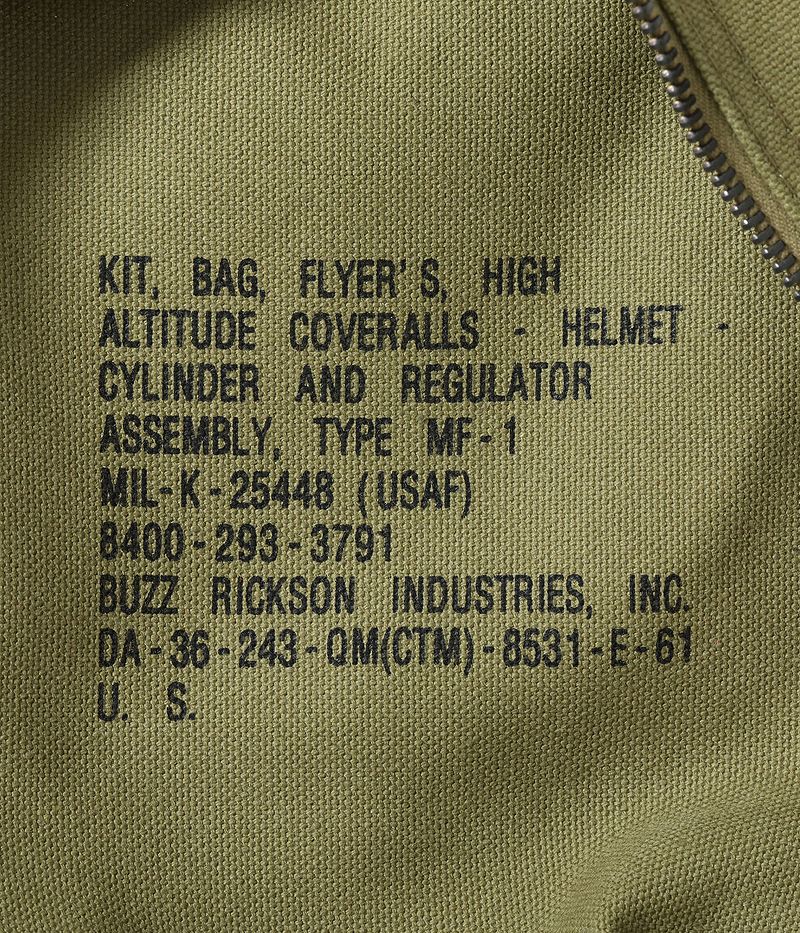 KIT, BAG, FLYER'S, HIGH
ALTITUDE COVERALLS - HELMET -
CYLINDER AND REGULATOR
ASSEMBLY, TYPE MF-1
MIL-K-25448 (USAF)
8400-293-3791
BUZZ RICKSON INDUSTRIES, INC.
DA-36-243-QM(CTM)-8531-E-61
U. S.